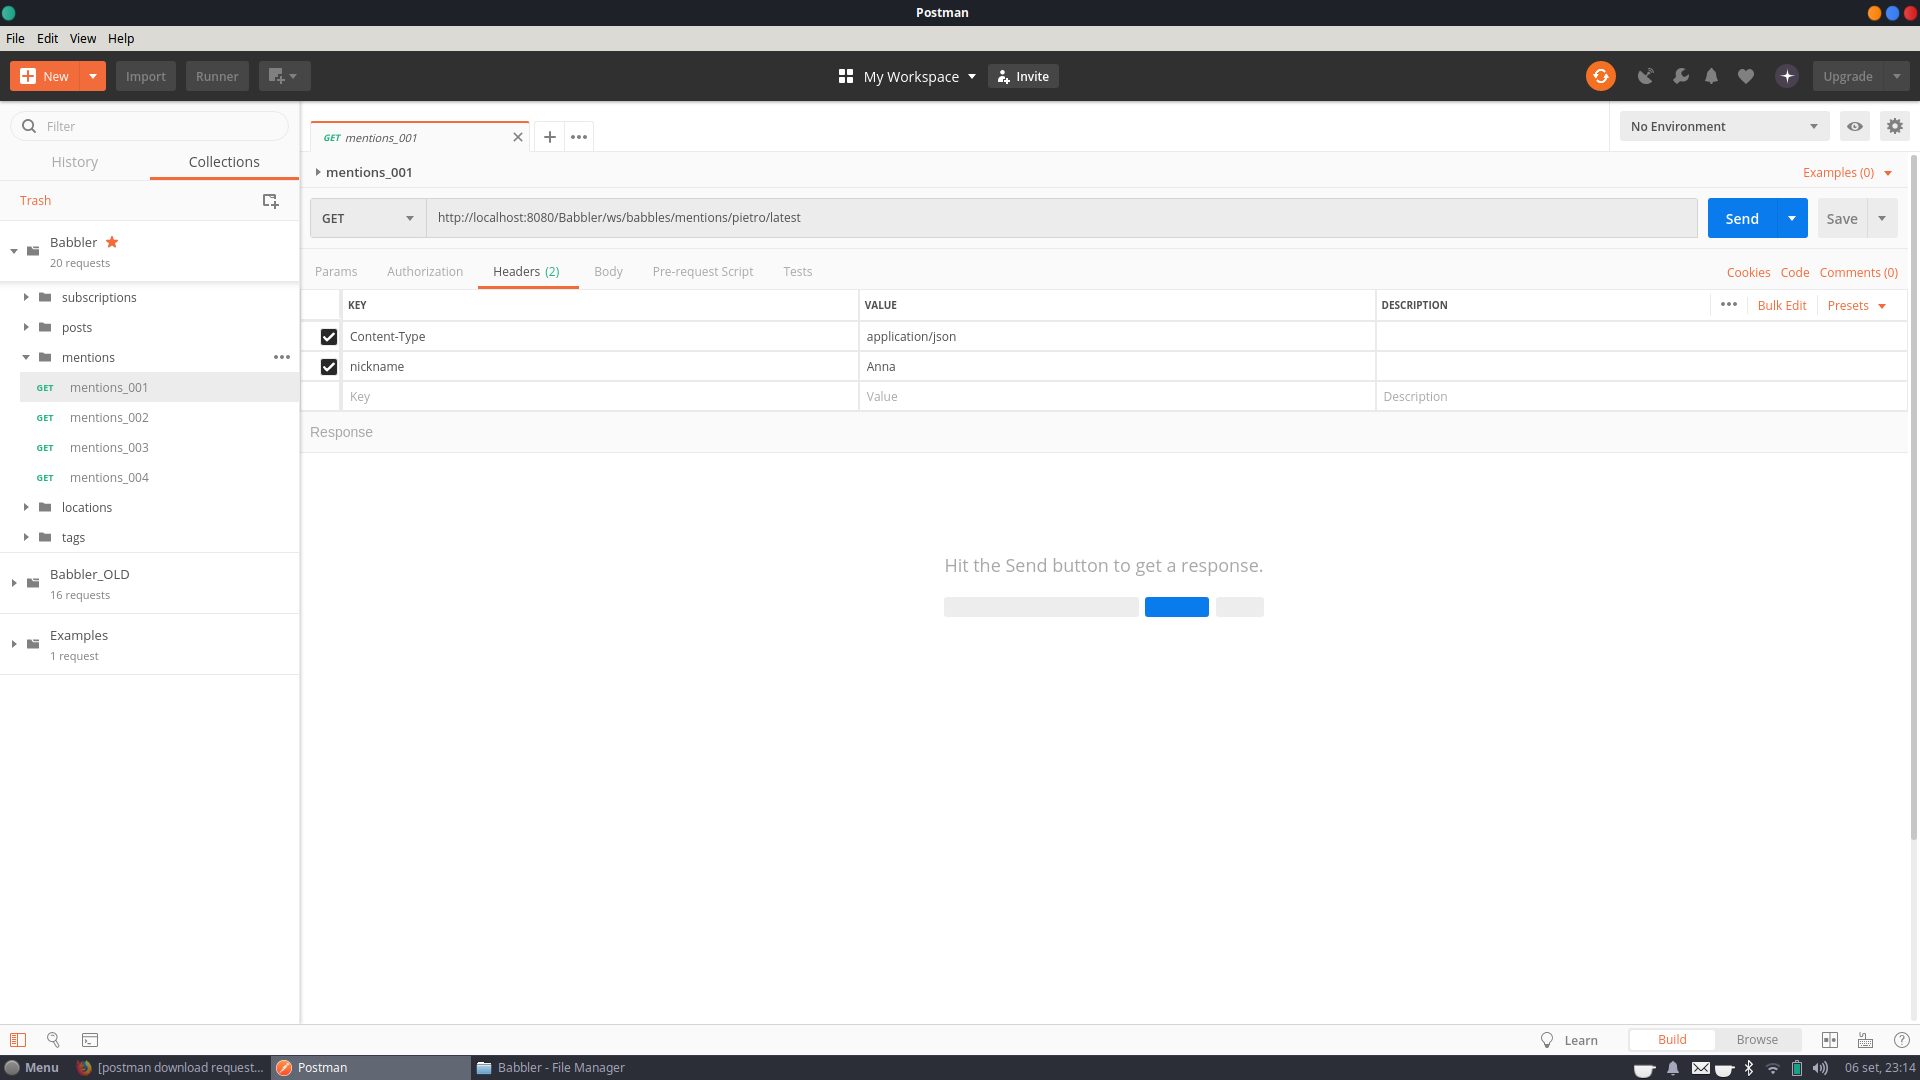 Postman
File Edit View Help
New Import Runner My Workspace Invite Upgrade
Filter
History Collections
Trash
Babbler
20 requests
subscriptions
posts
mentions
GET mentions_001
GET mentions_002
GET mentions_003
GET mentions_004
locations
tags
Babbler_OLD
16 requests
Examples
1 request
GET mentions_001
No Environment
mentions_001
Examples (0)
GET http://localhost:8080/Babbler/ws/babbles/mentions/pietro/latest Send Save
Params Authorization Headers (2) Body Pre-request Script Tests Cookies Code Comments (0)
KEY VALUE DESCRIPTION Bulk Edit Presets
Content-Type application/json
nickname Anna
Key Value Description
Response
Hit the Send button to get a response.
Learn Build Browse
Menu [postman download request... Postman Babbler - File Manager 06 set, 23:14